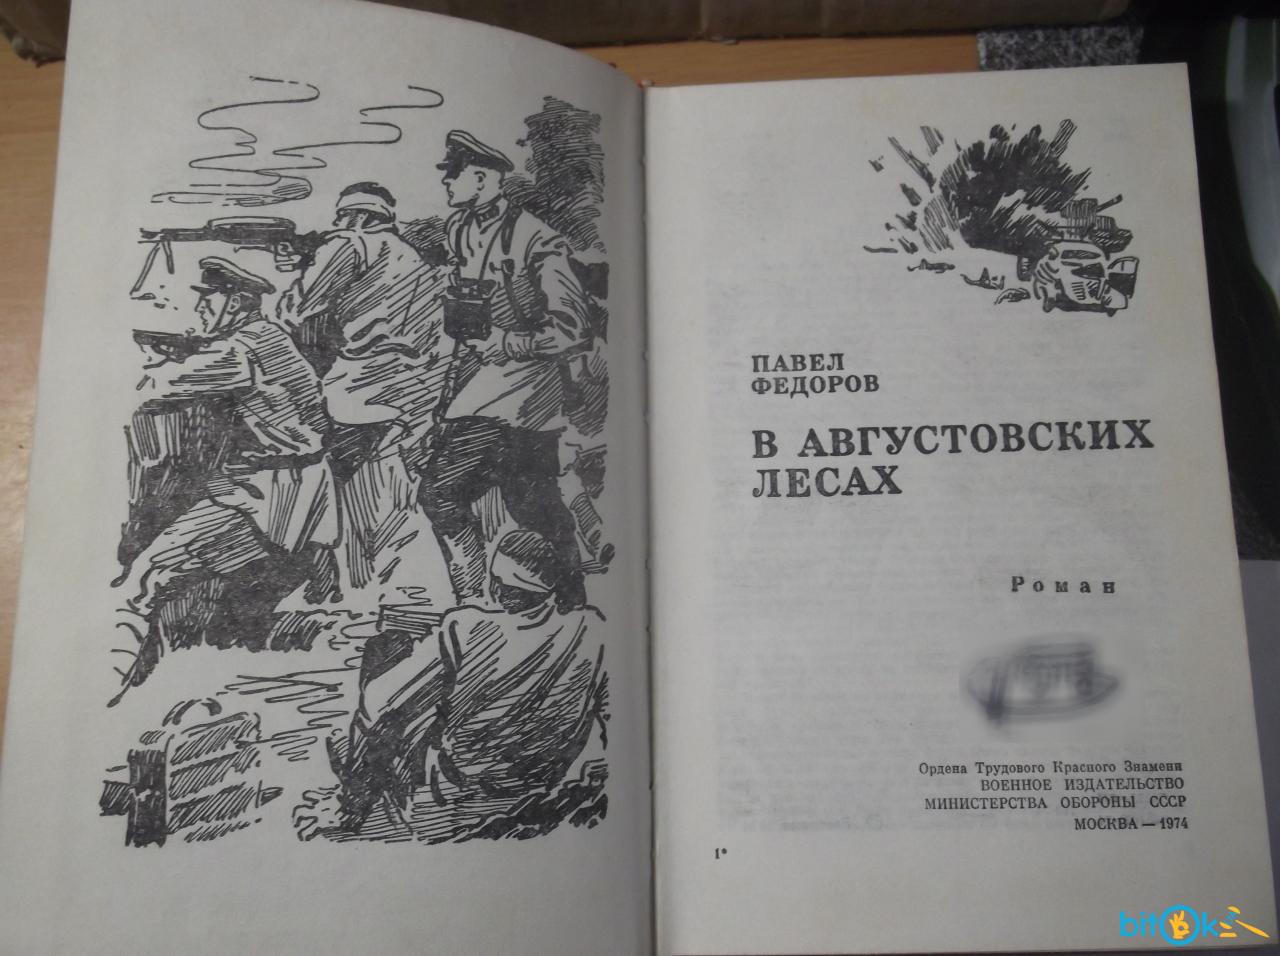 ПАВЕЛ
ФЕДОРОВ
В АВГУСТОВСКИХ
ЛЕСАХ
Роман
Ордена Трудового Красного Знамени
ВОЕННОЕ ИЗДАТЕЛЬСТВО
МИНИСТЕРСТВА ОБОРОНЫ СССР
МОСКВА — 1974
1*
bitOk